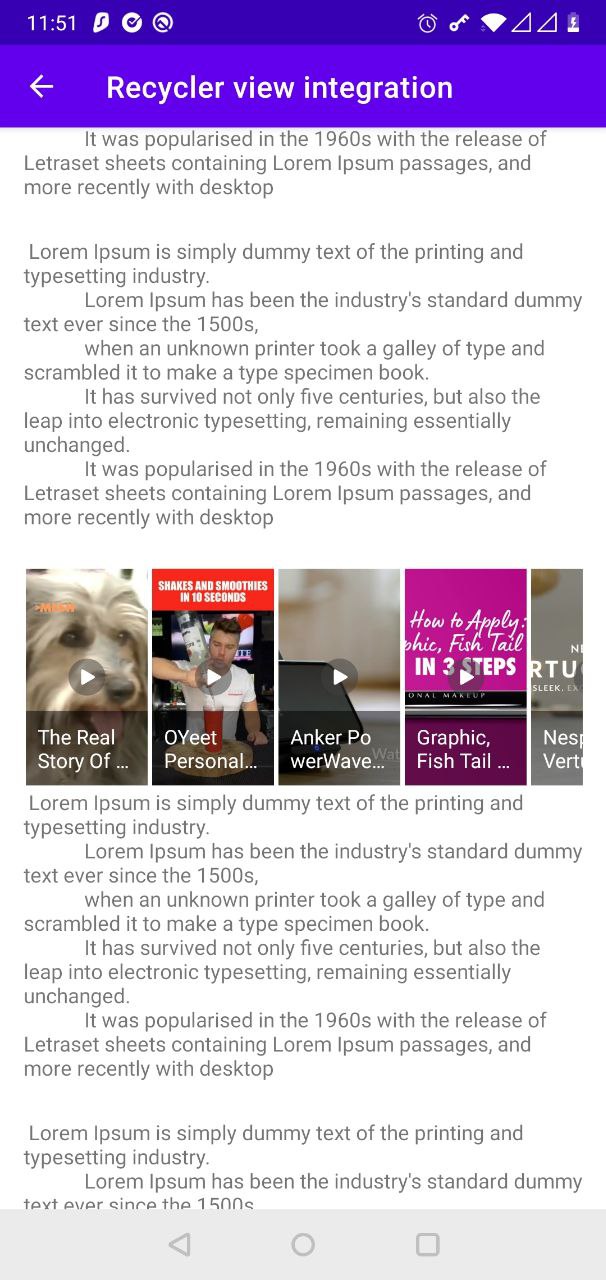 11:51
Recycler view integration
It was popularised in the 1960s with the release of
Letraset sheets containing Lorem Ipsum passages, and
more recently with desktop
Lorem Ipsum is simply dummy text of the printing and
typesetting industry.
Lorem Ipsum has been the industry's standard dummy
text ever since the 1500s,
when an unknown printer took a galley of type and
scrambled it to make a type specimen book.
It has survived not only five centuries, but also the
leap into electronic typesetting, remaining essentially
unchanged.
It was popularised in the 1960s with the release of
Letraset sheets containing Lorem Ipsum passages, and
more recently with desktop
The Real
Story Of ...
SHAKES AND SMOOTHIES
IN 10 SECONDS
OYeet
Personal...
Wat
Anker Po
werWave...
How to Apply:
phic, Fish Tail
IN 3 STEPS
ONAL MAKEUP
Graphic,
Fish Tail ...
NE
RTU
SLEEK, EX
Nesp
Vertu
Lorem Ipsum is simply dummy text of the printing and
typesetting industry.
Lorem Ipsum has been the industry's standard dummy
text ever since the 1500s,
when an unknown printer took a galley of type and
scrambled it to make a type specimen book.
It has survived not only five centuries, but also the
leap into electronic typesetting, remaining essentially
unchanged.
It was popularised in the 1960s with the release of
Letraset sheets containing Lorem Ipsum passages, and
more recently with desktop
Lorem Ipsum is simply dummy text of the printing and
typesetting industry.
Lorem Ipsum has been the industry's standard dummy
text ever since the 1500s